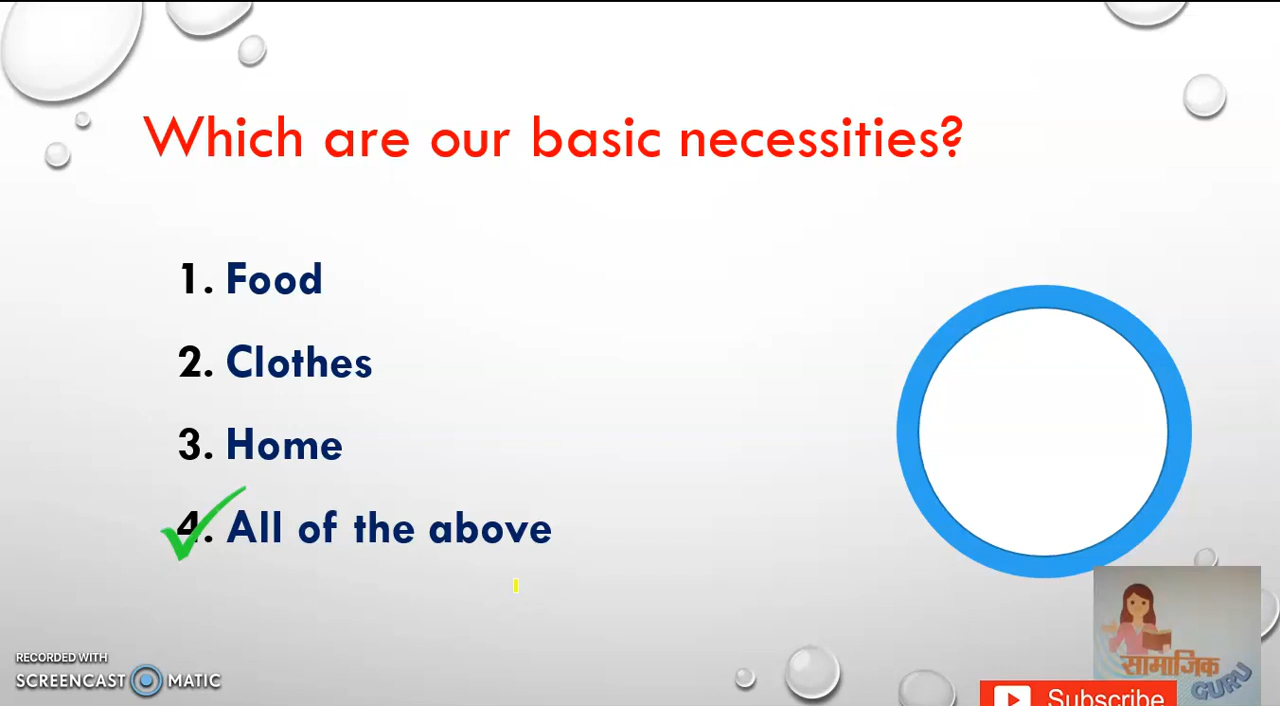 Which are our basic necessities?
1. Food
2. Clothes
3. Home
4. All of the above
RECORDED WITH
SCREENCAST MATIC
सामाजिक
GURU
Subscribe